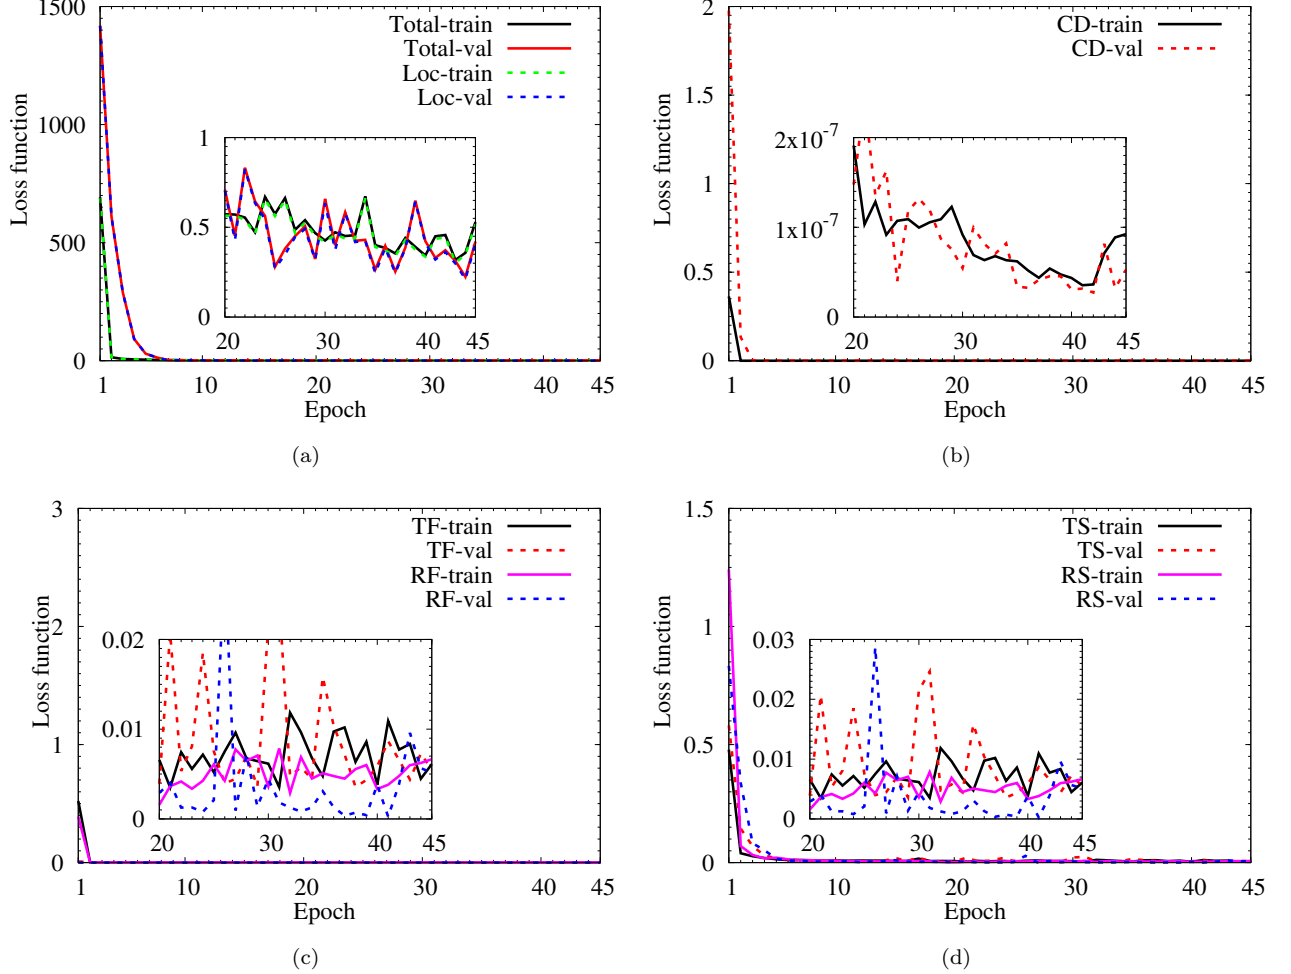 1500
1000
500
0
Loss function
Total-train
Total-val
Loc-train
Loc-val
1
0.5
0
20 30 40 45
1 10 20 30 40 45
Epoch
(a)
2
1.5
1
0.5
0
Loss function
CD-train
CD-val
2x10-7
1x10-7
0
20 30 40 45
1 10 20 30 40 45
Epoch
(b)
3
2
1
0
Loss function
TF-train
TF-val
RF-train
RF-val
0.02
0.01
0
20 30 40 45
1 10 20 30 40 45
Epoch
(c)
1.5
1
0.5
0
Loss function
TS-train
TS-val
RS-train
RS-val
0.03
0.02
0.01
0
20 30 40 45
1 10 20 30 40 45
Epoch
(d)